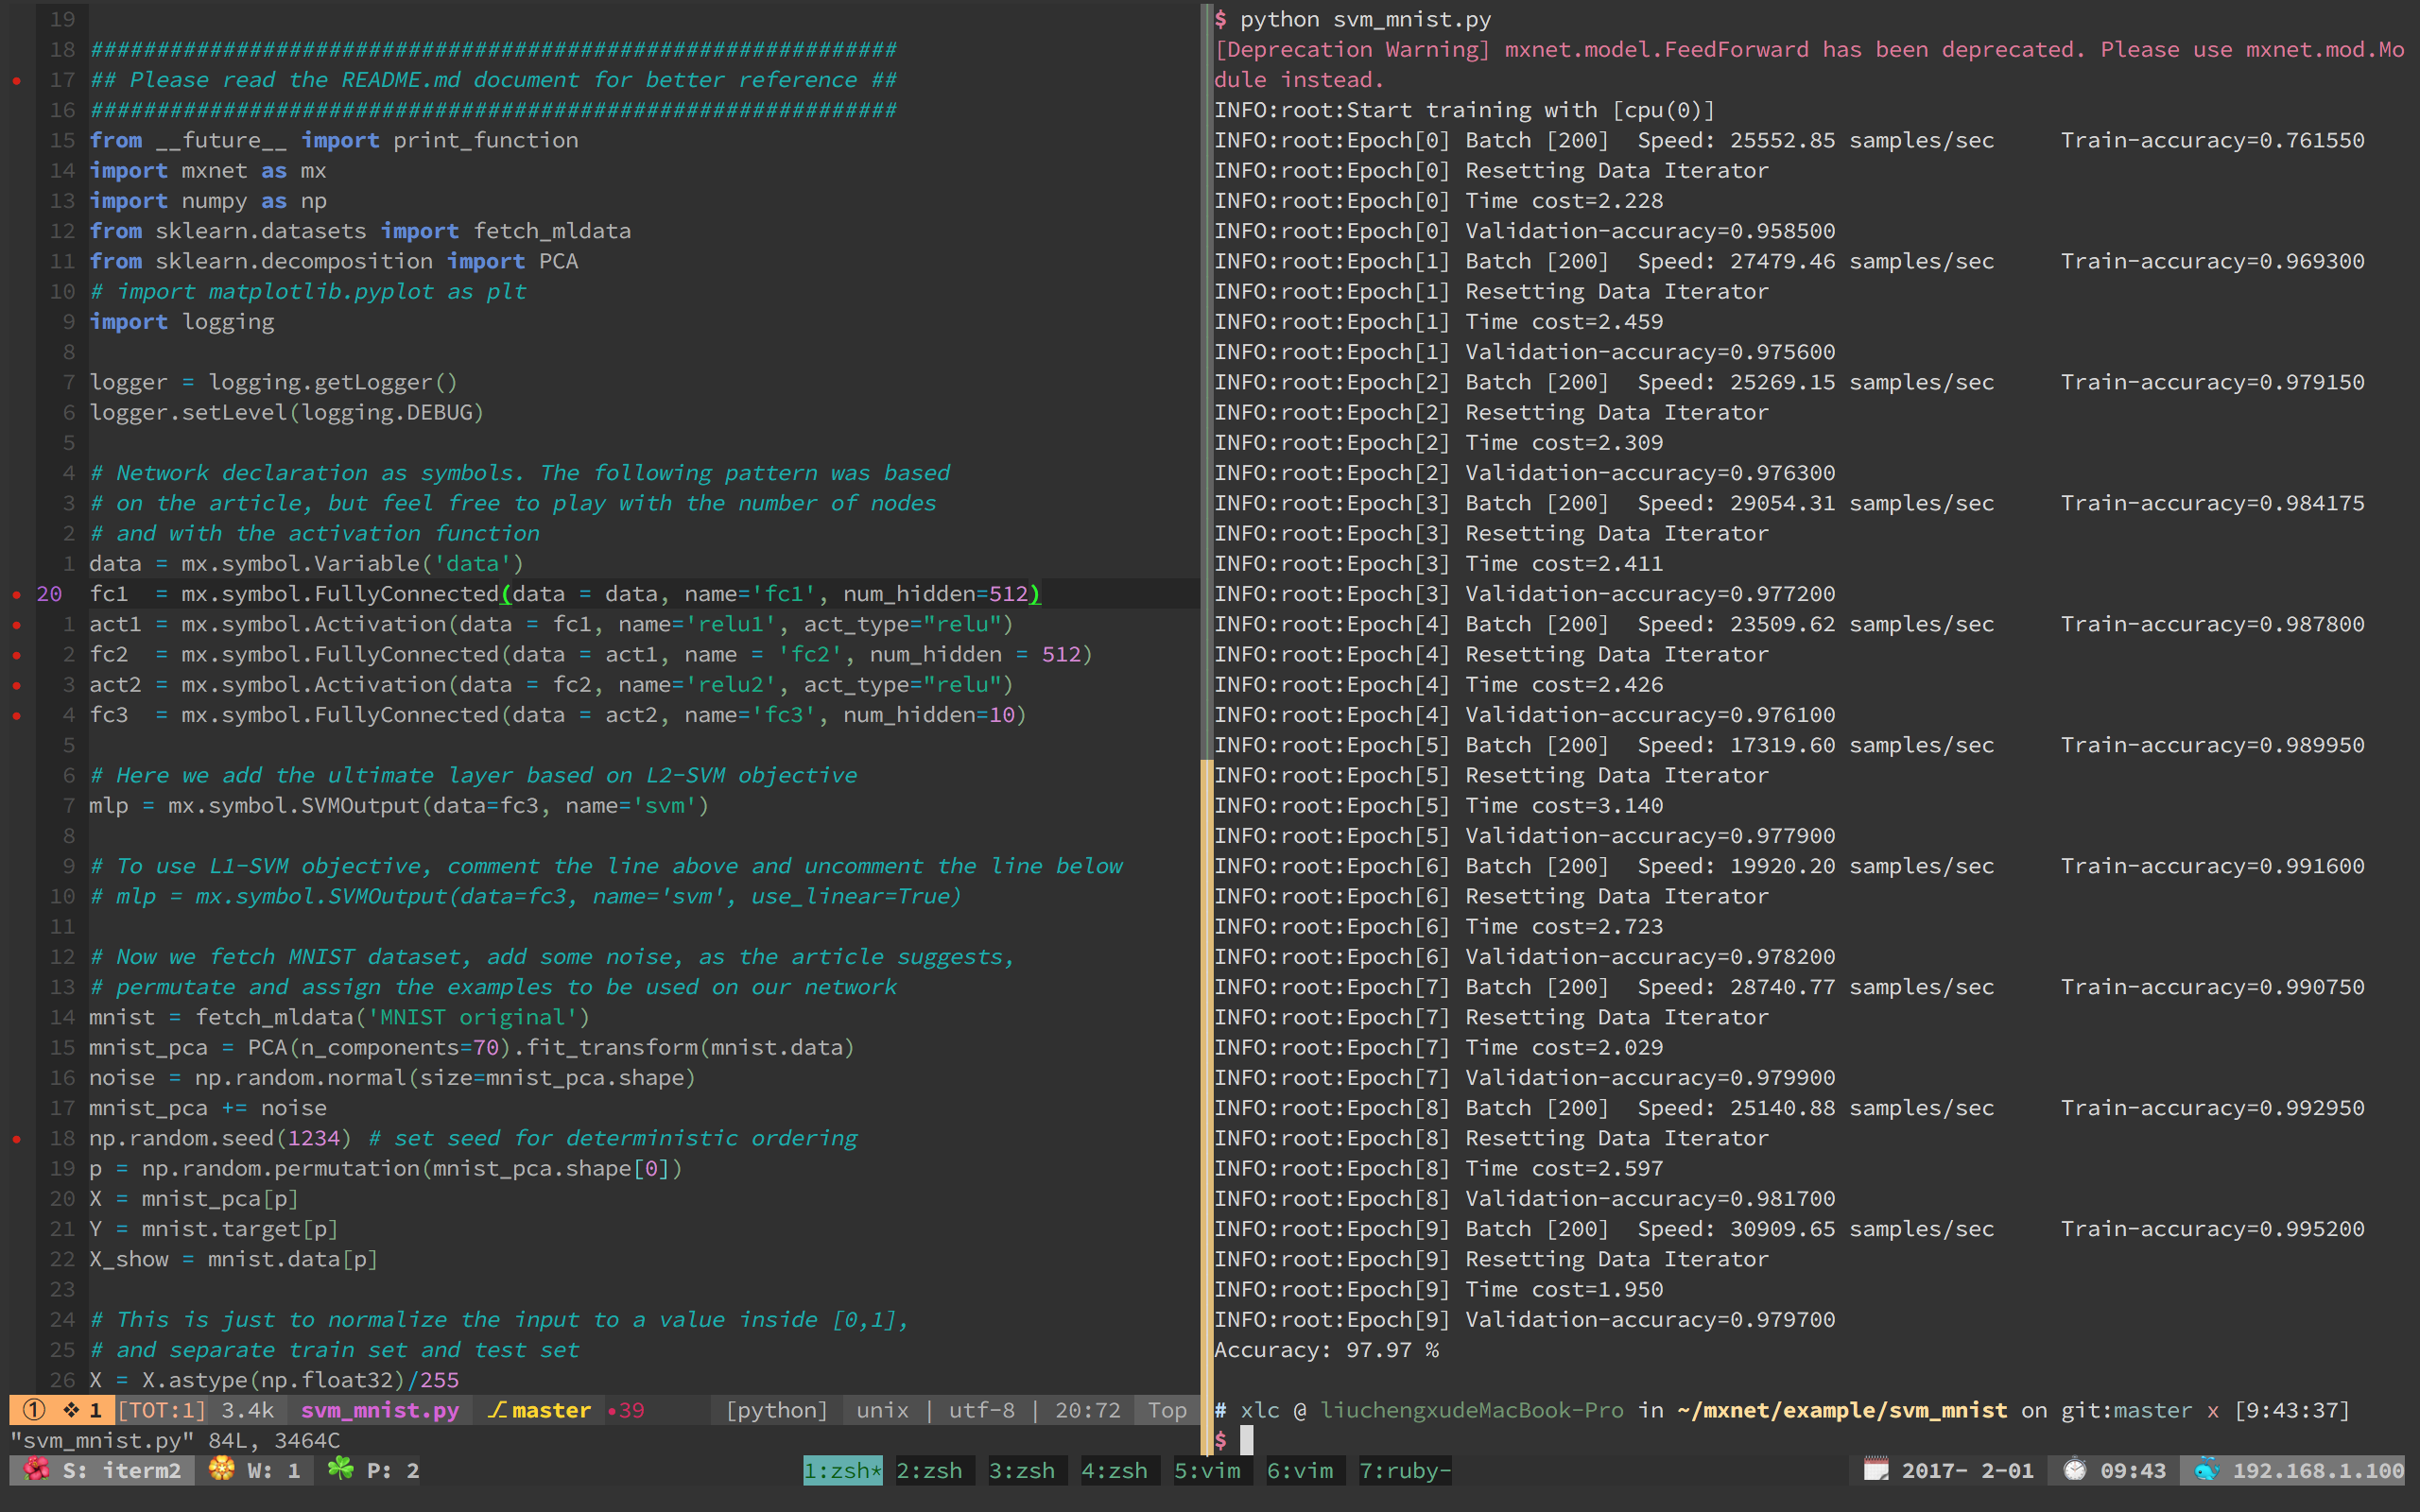 19
18 #############################################################
17 ## Please read the README.md document for better reference ##
16 #############################################################
15 from __future__ import print_function
14 import mxnet as mx
13 import numpy as np
12 from sklearn.datasets import fetch_mldata
11 from sklearn.decomposition import PCA
10 # import matplotlib.pyplot as plt
9 import logging
8
7 logger = logging.getLogger()
6 logger.setLevel(logging.DEBUG)
5
4 # Network declaration as symbols. The following pattern was based
3 # on the article, but feel free to play with the number of nodes
2 # and with the activation function
1 data = mx.symbol.Variable('data')
20 fc1  = mx.symbol.FullyConnected(data = data, name='fc1', num_hidden=512)
1 act1 = mx.symbol.Activation(data = fc1, name='relu1', act_type="relu")
2 fc2  = mx.symbol.FullyConnected(data = act1, name = 'fc2', num_hidden = 512)
3 act2 = mx.symbol.Activation(data = fc2, name='relu2', act_type="relu")
4 fc3  = mx.symbol.FullyConnected(data = act2, name='fc3', num_hidden=10)
5
6 # Here we add the ultimate layer based on L2-SVM objective
7 mlp = mx.symbol.SVMOutput(data=fc3, name='svm')
8
9 # To use L1-SVM objective, comment the line above and uncomment the line below
10 # mlp = mx.symbol.SVMOutput(data=fc3, name='svm', use_linear=True)
11
12 # Now we fetch MNIST dataset, add some noise, as the article suggests,
13 # permutate and assign the examples to be used on our network
14 mnist = fetch_mldata('MNIST original')
15 mnist_pca = PCA(n_components=70).fit_transform(mnist.data)
16 noise = np.random.normal(size=mnist_pca.shape)
17 mnist_pca += noise
18 np.random.seed(1234) # set seed for deterministic ordering
19 p = np.random.permutation(mnist_pca.shape[0])
20 X = mnist_pca[p]
21 Y = mnist.target[p]
22 X_show = mnist.data[p]
23
24 # This is just to normalize the input to a value inside [0,1],
25 # and separate train set and test set
26 X = X.astype(np.float32)/255
① ❖ 1 [TOT:1] 3.4k svm_mnist.py master •39 [python] unix | utf-8 | 20:72 Top
"svm_mnist.py" 84L, 3464C
$ python svm_mnist.py
[Deprecation Warning] mxnet.model.FeedForward has been deprecated. Please use mxnet.mod.Mo
dule instead.
INFO:root:Start training with [cpu(0)]
INFO:root:Epoch[0] Batch [200]  Speed: 25552.85 samples/sec     Train-accuracy=0.761550
INFO:root:Epoch[0] Resetting Data Iterator
INFO:root:Epoch[0] Time cost=2.228
INFO:root:Epoch[0] Validation-accuracy=0.958500
INFO:root:Epoch[1] Batch [200]  Speed: 27479.46 samples/sec     Train-accuracy=0.969300
INFO:root:Epoch[1] Resetting Data Iterator
INFO:root:Epoch[1] Time cost=2.459
INFO:root:Epoch[1] Validation-accuracy=0.975600
INFO:root:Epoch[2] Batch [200]  Speed: 25269.15 samples/sec     Train-accuracy=0.979150
INFO:root:Epoch[2] Resetting Data Iterator
INFO:root:Epoch[2] Time cost=2.309
INFO:root:Epoch[2] Validation-accuracy=0.976300
INFO:root:Epoch[3] Batch [200]  Speed: 29054.31 samples/sec     Train-accuracy=0.984175
INFO:root:Epoch[3] Resetting Data Iterator
INFO:root:Epoch[3] Time cost=2.411
INFO:root:Epoch[3] Validation-accuracy=0.977200
INFO:root:Epoch[4] Batch [200]  Speed: 23509.62 samples/sec     Train-accuracy=0.987800
INFO:root:Epoch[4] Resetting Data Iterator
INFO:root:Epoch[4] Time cost=2.426
INFO:root:Epoch[4] Validation-accuracy=0.976100
INFO:root:Epoch[5] Batch [200]  Speed: 17319.60 samples/sec     Train-accuracy=0.989950
INFO:root:Epoch[5] Resetting Data Iterator
INFO:root:Epoch[5] Time cost=3.140
INFO:root:Epoch[5] Validation-accuracy=0.977900
INFO:root:Epoch[6] Batch [200]  Speed: 19920.20 samples/sec     Train-accuracy=0.991600
INFO:root:Epoch[6] Resetting Data Iterator
INFO:root:Epoch[6] Time cost=2.723
INFO:root:Epoch[6] Validation-accuracy=0.978200
INFO:root:Epoch[7] Batch [200]  Speed: 28740.77 samples/sec     Train-accuracy=0.990750
INFO:root:Epoch[7] Resetting Data Iterator
INFO:root:Epoch[7] Time cost=2.029
INFO:root:Epoch[7] Validation-accuracy=0.979900
INFO:root:Epoch[8] Batch [200]  Speed: 25140.88 samples/sec     Train-accuracy=0.992950
INFO:root:Epoch[8] Resetting Data Iterator
INFO:root:Epoch[8] Time cost=2.597
INFO:root:Epoch[8] Validation-accuracy=0.981700
INFO:root:Epoch[9] Batch [200]  Speed: 30909.65 samples/sec     Train-accuracy=0.995200
INFO:root:Epoch[9] Resetting Data Iterator
INFO:root:Epoch[9] Time cost=1.950
INFO:root:Epoch[9] Validation-accuracy=0.979700
Accuracy: 97.97 %
# xlc @ liuchengxudeMacBook-Pro in ~/mxnet/example/svm_mnist on git:master x [9:43:37]
$
S: iterm2 W: 1 P: 2 1:zsh* 2:zsh 3:zsh 4:zsh 5:vim 6:vim 7:ruby- 2017- 2-01 09:43 192.168.1.100